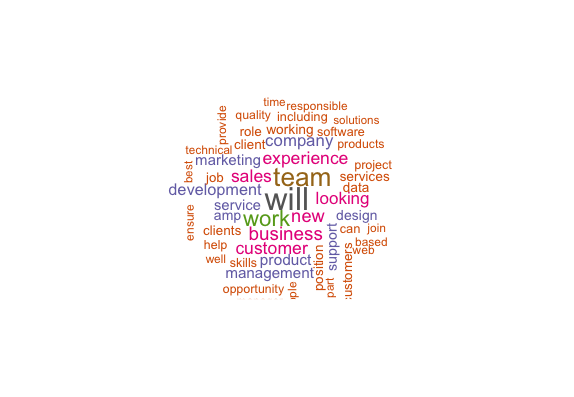 time
responsible
provide
quality
including
solutions
role
working
software
technical
client
company
products
best
marketing
experience
project
job
sales
team
services
development
will
looking
data
service
amp
work
new
design
ensure
clients
business
support
can
join
help
customer
position
based
web
well
skills
product
customers
management
part
opportunity